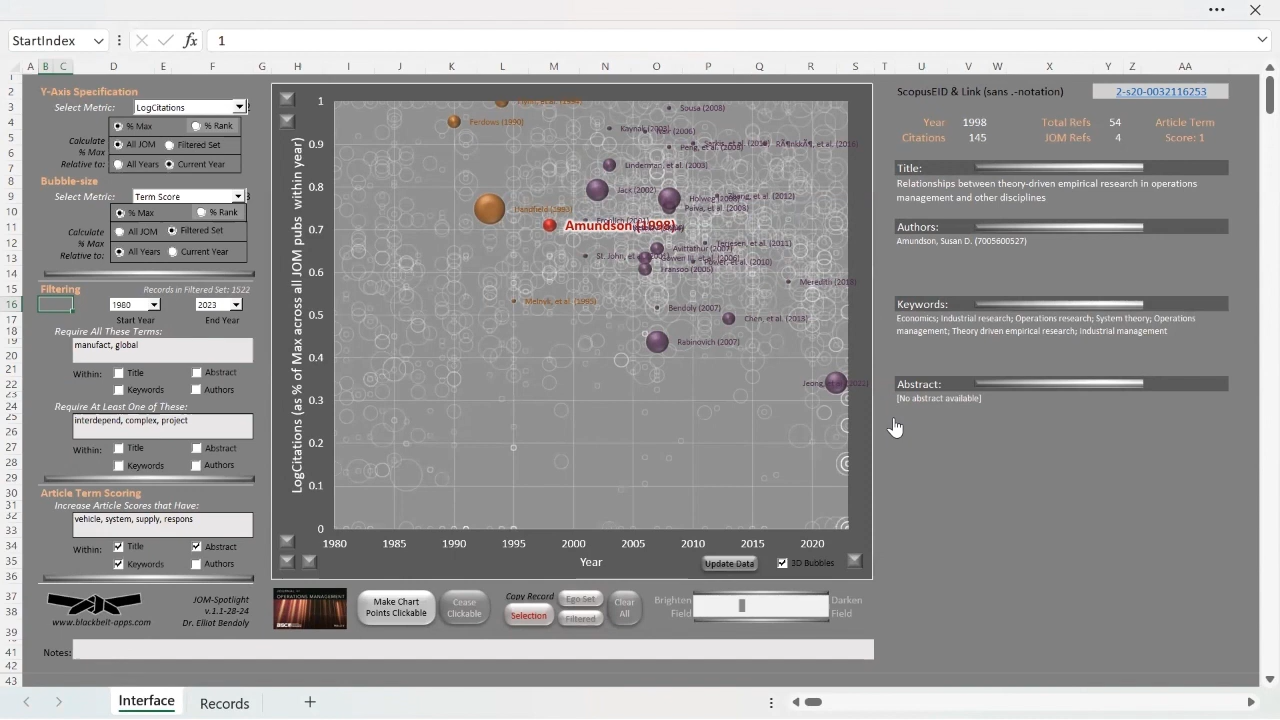 StartIndex
fx
1
A B C D E F G H I J K L M N O P Q R S T U V W X Y Z AA
Y-Axis Specification
Select Metric: LogCitations
% Max % Rank
Calculate % Max Relative to:
All JOM Filtered Set
All Years Current Year
Bubble-size
Select Metric: Term Score
% Max % Rank
Calculate % Max Relative to:
All JOM Filtered Set
All Years Current Year
Filtering Records in Filtered Set: 1522
1980 2023
Start Year End Year
Require All These Terms:
manufact, global
Within: Title Abstract
Keywords Authors
Require At Least One of These:
interdepend, complex, project
Within: Title Abstract
Keywords Authors
Article Term Scoring
Increase Article Scores that Have:
vehicle, system, supply, respons
Within: Title Abstract
Keywords Authors
www.blackbelt-apps.com
JOM-Spotlight
v.1.1-28-24
Dr. Elliot Bendoly
LogCitations (as % of Max across all JOM pubs within year)
1
0.9
0.8
0.7
0.6
0.5
0.4
0.3
0.2
0.1
0
Sousa (2008)
Ferdows (1990)
Linderman, et al. (2003)
Jack (2002)
Handfield (1993)
Amundson (1998)
Avittathur (2007)
Melnyk, et al. (1995)
Meredith (2018)
Bendoly (2007)
Chen, et al. (2013)
Rabinovich (2007)
Jeong, et al. (2022)
1980 1985 1990 1995 2000 2005 2010 2015 2020
Year
Update Data
3D Bubbles
OPERATIONS MANAGEMENT
Make Chart Points Clickable
Cease Clickable
Copy Record
Selection
Ego Set
Filtered
Clear All
Brighten Field
Darken Field
Notes:
ScopusEID & Link (sans .-notation) 2-s20-0032116253
Year 1998 Total Refs 54 Article Term
Citations 145 JOM Refs 4 Score: 1
Title:
Relationships between theory-driven empirical research in operations
management and other disciplines
Authors:
Amundson, Susan D. (7005600527)
Keywords:
Economics; Industrial research; Operations research; System theory; Operations
management; Theory driven empirical research; Industrial management
Abstract:
[No abstract available]
Interface Records